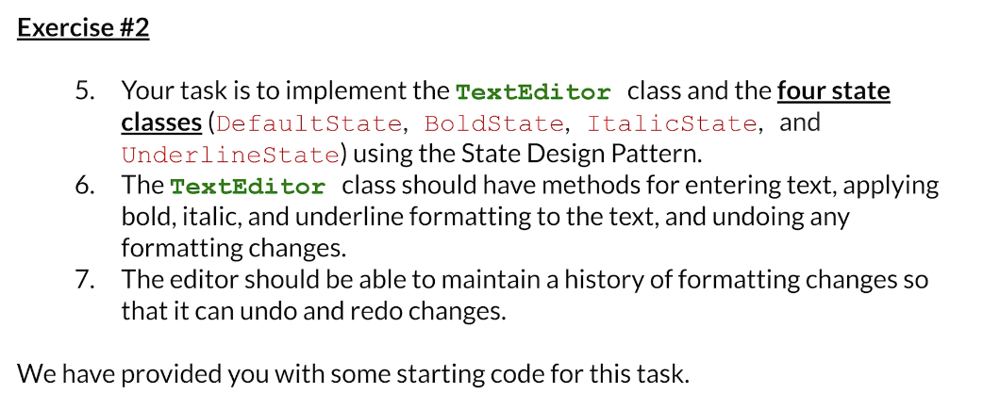 Exercise #2
5. Your task is to implement the TextEditor class and the four state
classes (DefaultState, BoldState, ItalicState, and
UnderlineState) using the State Design Pattern.
6. The TextEditor class should have methods for entering text, applying
bold, italic, and underline formatting to the text, and undoing any
formatting changes.
7. The editor should be able to maintain a history of formatting changes so
that it can undo and redo changes.
We have provided you with some starting code for this task.